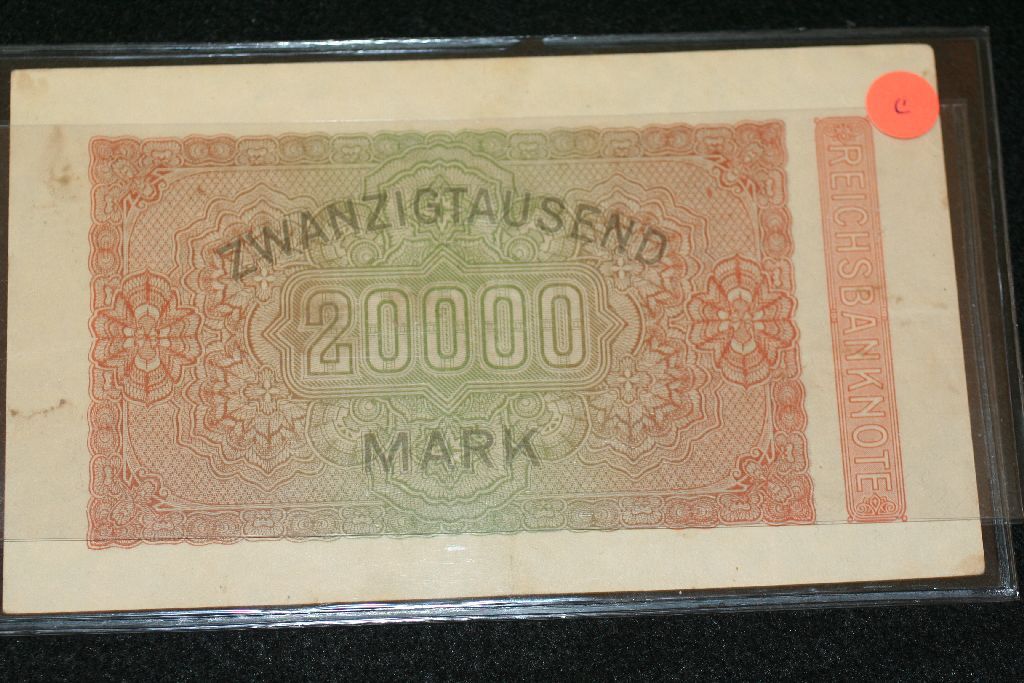 ZWANZIGTAUSEND
20000
MARK
REICHSBANKNOTE
C